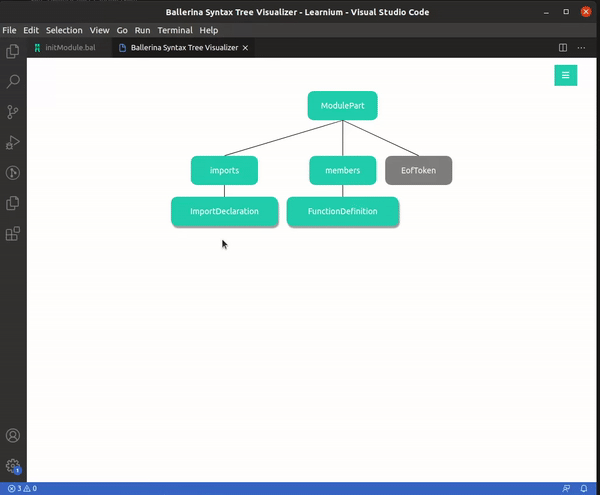 Ballerina Syntax Tree Visualizer - Learnium - Visual Studio Code
File Edit Selection View Go Run Terminal Help
initModule.bal Ballerina Syntax Tree Visualizer
ModulePart
imports members EofToken
ImportDeclaration FunctionDefinition
1
3 0